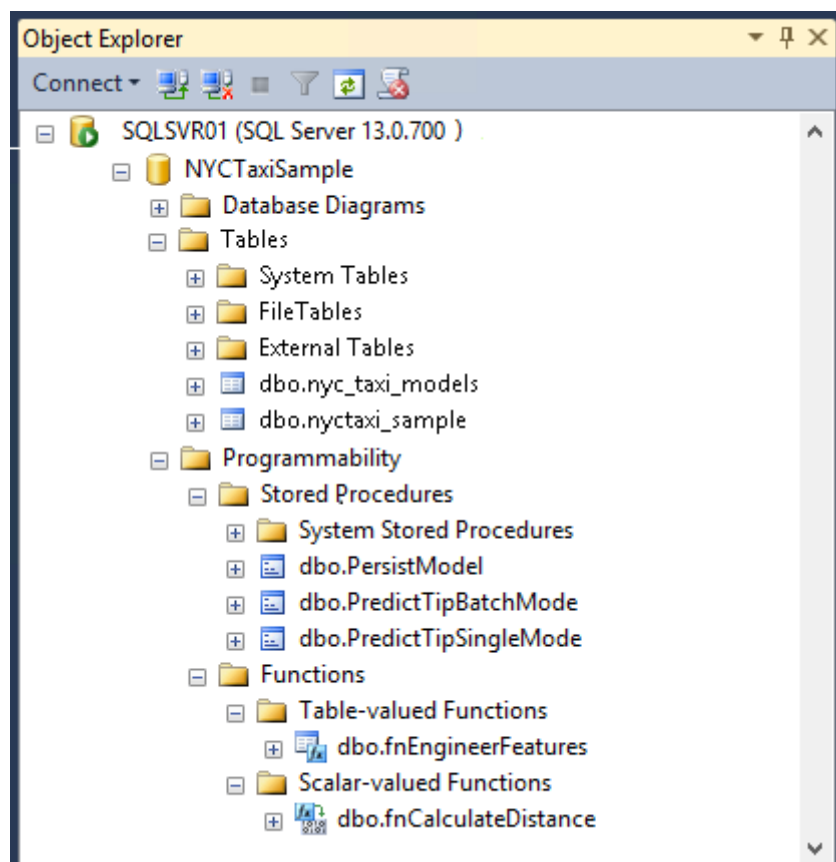 Object Explorer
Connect
SQLSVR01 (SQL Server 13.0.700 )
NYCTaxiSample
Database Diagrams
Tables
System Tables
FileTables
External Tables
dbo.nyc_taxi_models
dbo.nyctaxi_sample
Programmability
Stored Procedures
System Stored Procedures
dbo.PersistModel
dbo.PredictTipBatchMode
dbo.PredictTipSingleMode
Functions
Table-valued Functions
dbo.fnEngineerFeatures
Scalar-valued Functions
dbo.fnCalculateDistance